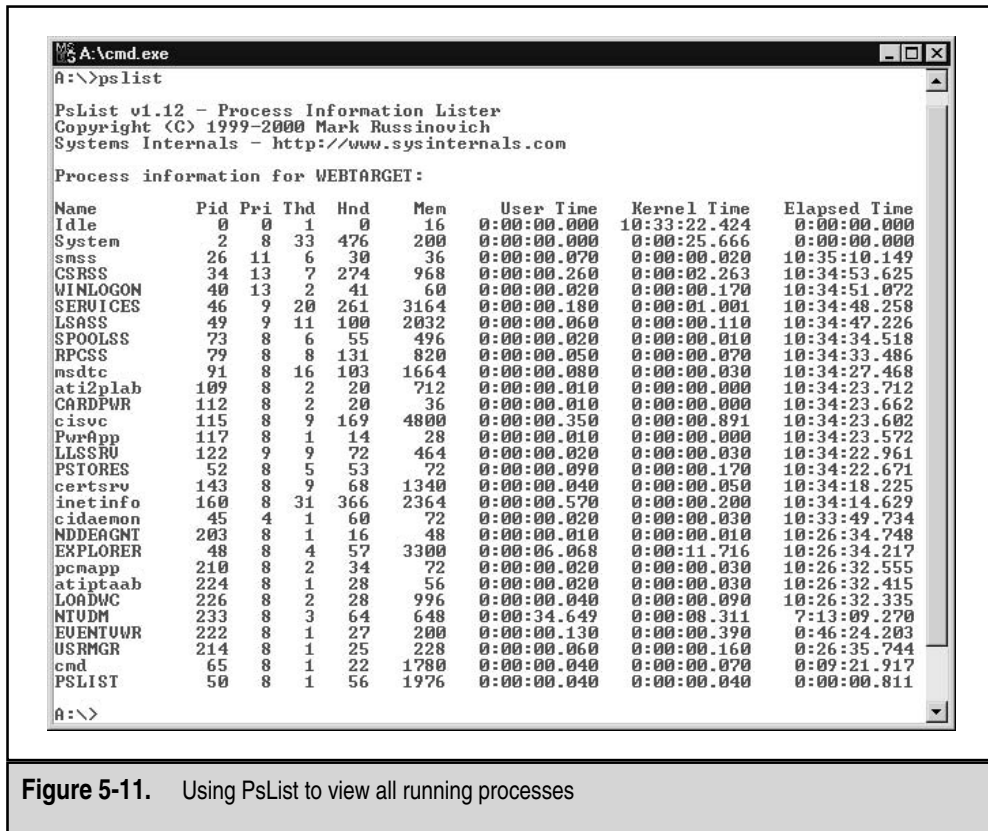 A:\cmd.exe
A:\>pslist
PsList v1.12 - Process Information Lister
Copyright (C) 1999-2000 Mark Russinovich
Systems Internals - http://www.sysinternals.com
Process information for WEBTARGET:
Name Pid Pri Thd Hnd Mem User Time Kernel Time Elapsed Time
Idle 0 0 1 0 16 0:00:00.000 10:33:22.424 0:00:00.000
System 2 8 33 476 200 0:00:00.000 0:00:25.666 0:00:00.000
smss 26 11 6 30 36 0:00:00.070 0:00:00.020 10:35:10.149
CSRSS 34 13 7 274 968 0:00:00.260 0:00:02.263 10:34:53.625
WINLOGON 40 13 2 41 60 0:00:00.020 0:00:00.170 10:34:51.072
SERVICES 46 9 20 261 3164 0:00:00.180 0:00:01.001 10:34:48.258
LSASS 49 9 11 100 2032 0:00:00.060 0:00:00.110 10:34:47.226
SPOOLSS 73 8 6 55 496 0:00:00.020 0:00:00.010 10:34:34.518
RPCSS 79 8 8 131 820 0:00:00.050 0:00:00.070 10:34:33.486
msdtc 91 8 16 103 1664 0:00:00.080 0:00:00.030 10:34:27.468
ati2plab 109 8 2 20 712 0:00:00.010 0:00:00.000 10:34:23.712
CARDPWR 112 8 2 20 36 0:00:00.010 0:00:00.000 10:34:23.662
cisvc 115 8 9 169 4800 0:00:00.350 0:00:00.891 10:34:23.602
PwrApp 117 8 1 14 28 0:00:00.010 0:00:00.000 10:34:23.572
LLSSRV 122 9 9 72 464 0:00:00.020 0:00:00.030 10:34:22.961
PSTORES 52 8 5 53 72 0:00:00.090 0:00:00.170 10:34:22.671
certsrv 143 8 9 68 1340 0:00:00.040 0:00:00.050 10:34:18.225
inetinfo 160 8 31 366 2364 0:00:00.570 0:00:00.200 10:34:14.629
cidaemon 45 4 1 60 72 0:00:00.020 0:00:00.030 10:33:49.734
NDDEAGNT 203 8 1 16 48 0:00:00.010 0:00:00.010 10:26:34.748
EXPLORER 48 8 4 57 3300 0:00:06.068 0:00:11.716 10:26:34.217
pcmapp 210 8 2 34 72 0:00:00.020 0:00:00.030 10:26:32.555
atiptaab 224 8 1 28 56 0:00:00.020 0:00:00.030 10:26:32.415
LOADWC 226 8 2 28 996 0:00:00.040 0:00:00.090 10:26:32.335
NTVDM 233 8 3 64 648 0:00:34.649 0:00:08.311 7:13:09.270
EVENTVWR 222 8 1 27 200 0:00:00.130 0:00:00.390 0:46:24.203
USRMGR 214 8 1 25 228 0:00:00.060 0:00:00.160 0:26:35.744
cmd 65 8 1 22 1780 0:00:00.040 0:00:00.070 0:09:21.917
PSLIST 50 8 1 56 1976 0:00:00.040 0:00:00.040 0:00:00.811
A:\>
Figure 5-11. Using PsList to view all running processes